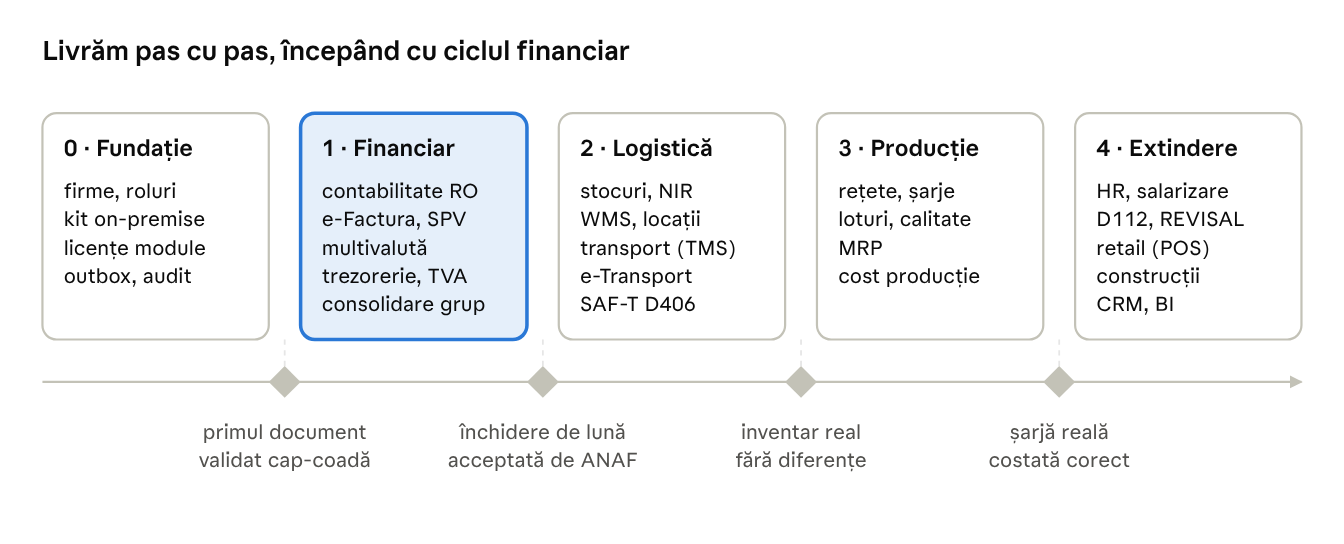 Livrăm pas cu pas, începând cu ciclul financiar
0 · Fundație
firme, roluri
kit on-premise
licențe module
outbox, audit
1 · Financiar
contabilitate RO
e-Factura, SPV
multivalută
trezorerie, TVA
consolidare grup
2 · Logistică
stocuri, NIR
WMS, locații
transport (TMS)
e-Transport
SAF-T D406
3 · Producție
rețete, șarje
loturi, calitate
MRP
cost producție
4 · Extindere
HR, salarizare
D112, REVISAL
retail (POS)
construcții
CRM, BI
primul document
validat cap-coadă
închidere de lună
acceptată de ANAF
inventar real
fără diferențe
șarjă reală
costată corect